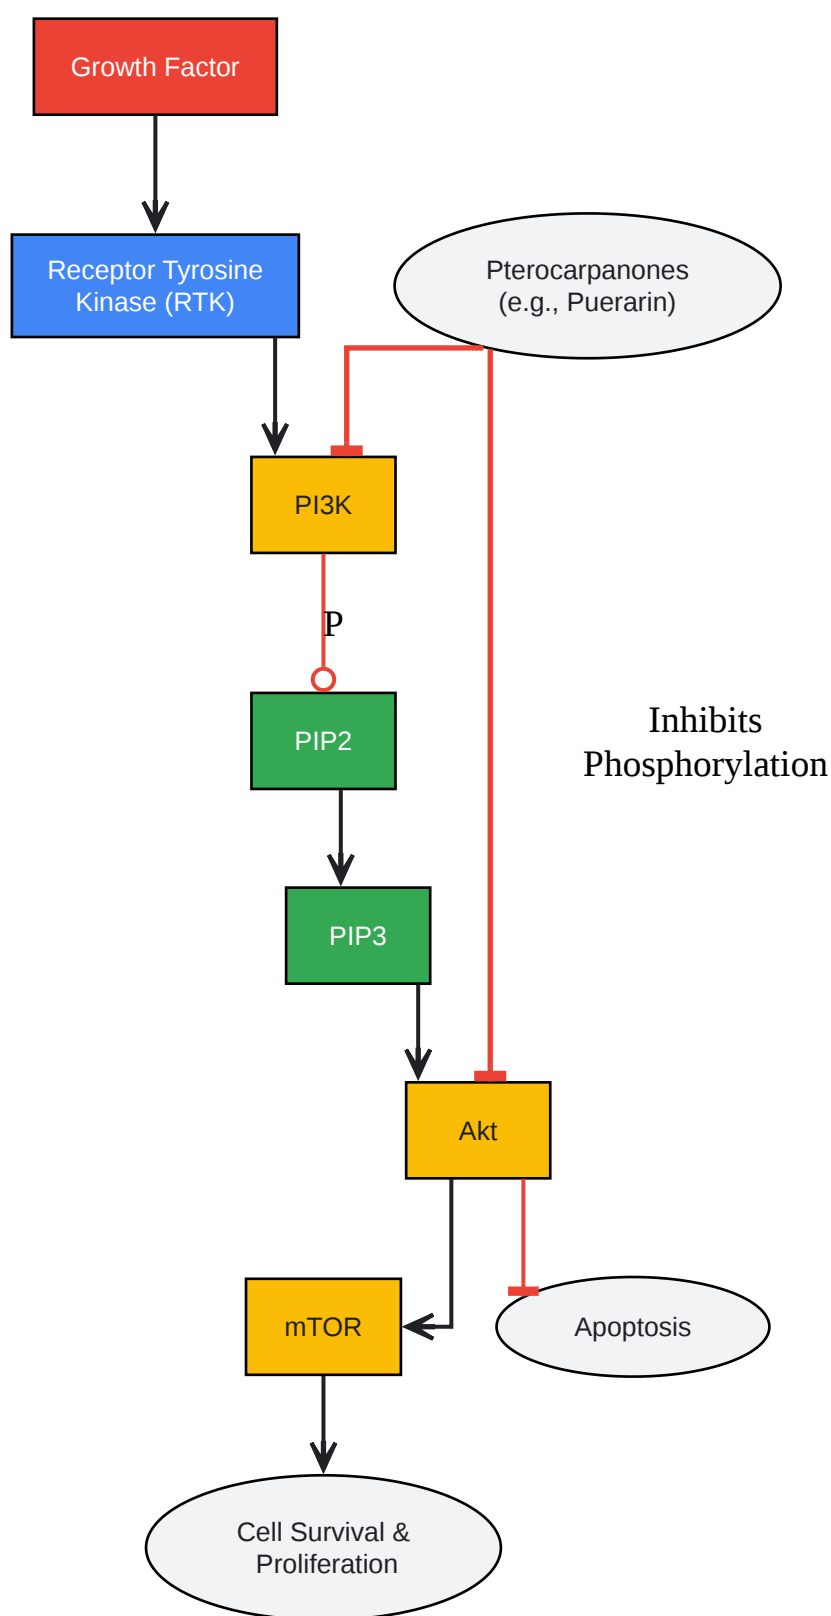 Growth Factor
Receptor Tyrosine
Kinase (RTK)
Pterocarpanones
(e.g., Puerarin)
PI3K
P
Inhibits
Phosphorylation
PIP2
PIP3
Akt
mTOR
Apoptosis
Cell Survival &
Proliferation